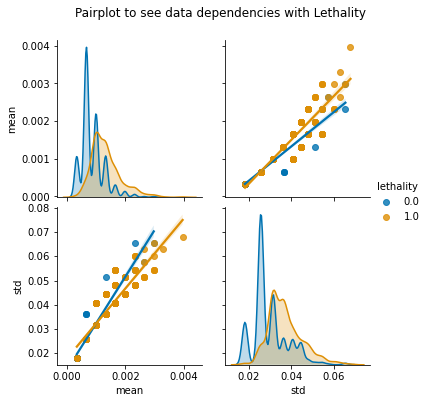 Pairplot to see data dependencies with Lethality
0.004
0.003
0.002
0.001
0.000
mean
mean
lethality
0.0
1.0
0.08
0.07
0.06
0.05
0.04
0.03
0.02
std
std
0.000 0.002 0.004
mean
0.02 0.04 0.06
std